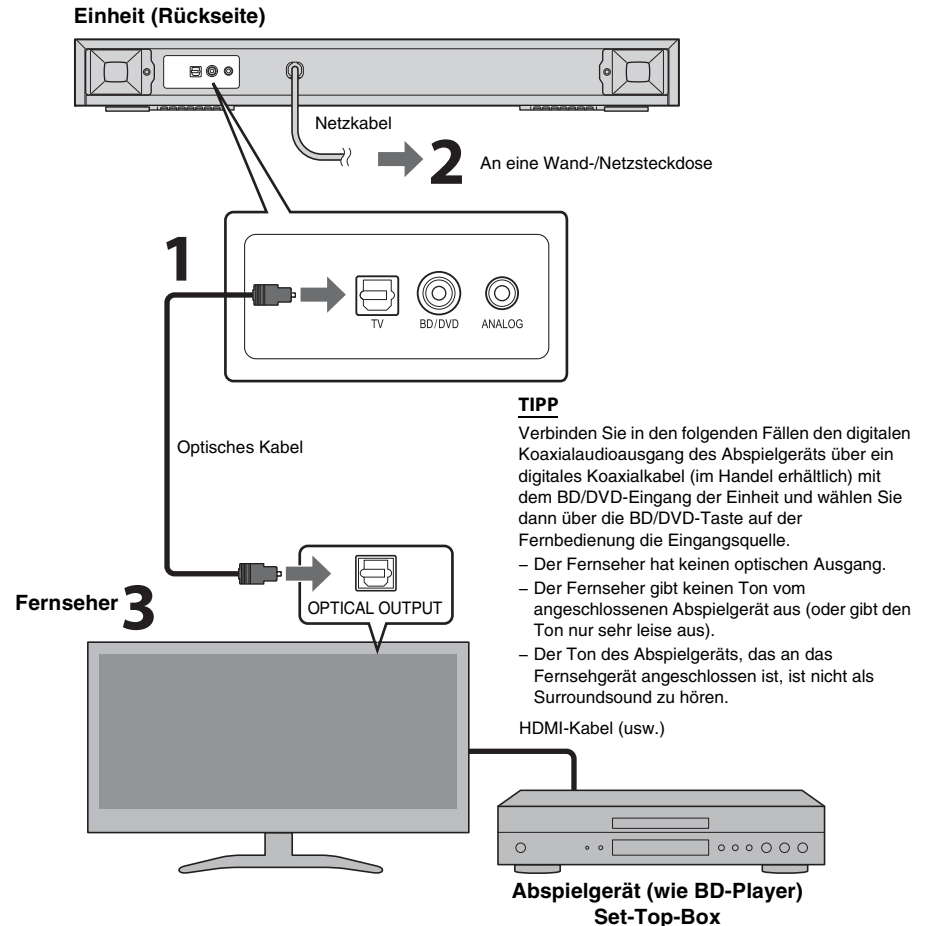 Einheit (Rückseite)
Netzkabel
2
An eine Wand-/Netzsteckdose
1
TV
BD/DVD
ANALOG
Optisches Kabel
TIPP
Verbinden Sie in den folgenden Fällen den digitalen
Koaxialaudioausgang des Abspielgeräts über ein
digitales Koaxialkabel (im Handel erhältlich) mit
dem BD/DVD-Eingang der Einheit und wählen Sie
dann über die BD/DVD-Taste auf der
Fernbedienung die Eingangsquelle.
– Der Fernseher hat keinen optischen Ausgang.
– Der Fernseher gibt keinen Ton vom
angeschlossenen Abspielgerät aus (oder gibt den
Ton nur sehr leise aus).
– Der Ton des Abspielgeräts, das an das
Fernsehgerät angeschlossen ist, ist nicht als
Surroundsound zu hören.
OPTICAL OUTPUT
Fernseher 3
HDMI-Kabel (usw.)
Abspielgerät (wie BD-Player)
Set-Top-Box